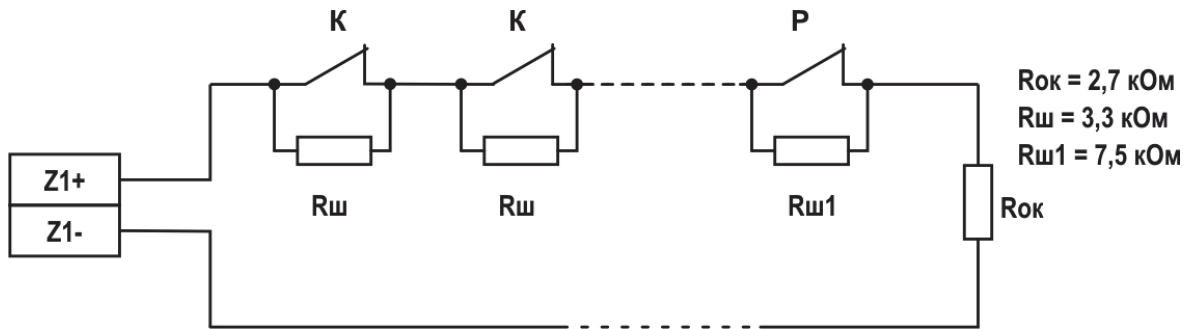 К К Р
Rок = 2,7 кОм
Rш = 3,3 кОм
Rш1 = 7,5 кОм
Z1+
Z1-
Rш Rш Rш1 Rок